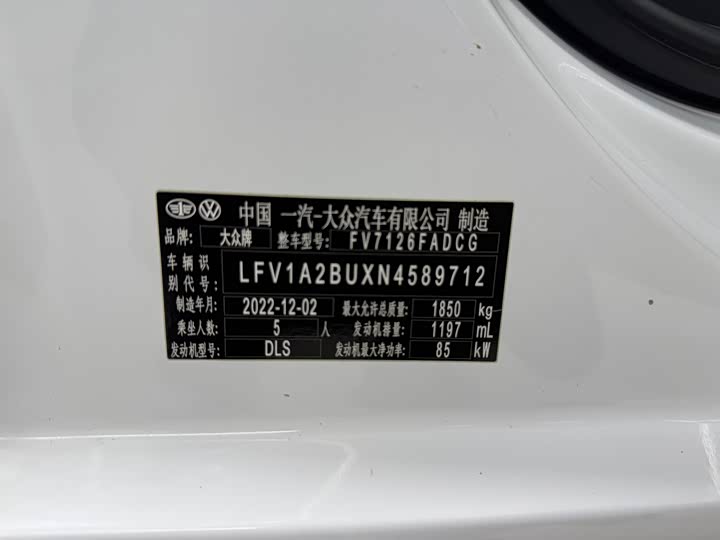 中国 一汽-大众汽车有限公司 制造
品牌: 大众牌 整车型号: FV7126FADCG
车辆识别代号: LFV1A2BUXN4589712
制造年月: 2022-12-02 最大允许总质量: 1850 kg
乘坐人数: 5 人 发动机排量: 1197 mL
发动机型号: DLS 发动机最大净功率: 85 kW